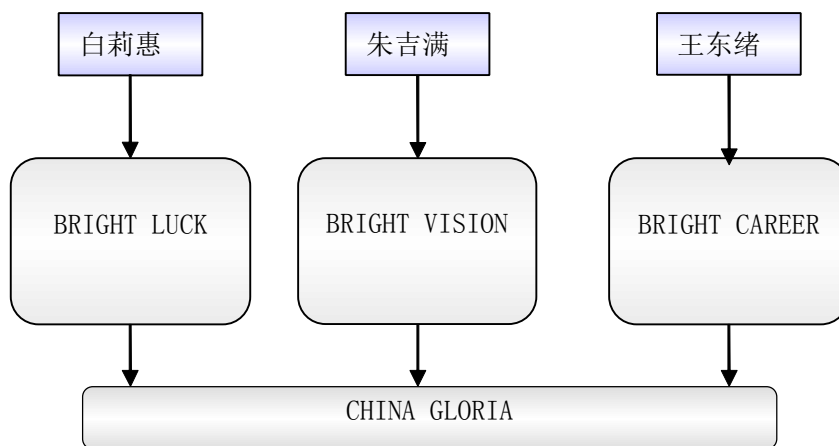 白莉惠
朱吉满
王东绪
BRIGHT LUCK
BRIGHT VISION
BRIGHT CAREER
CHINA GLORIA